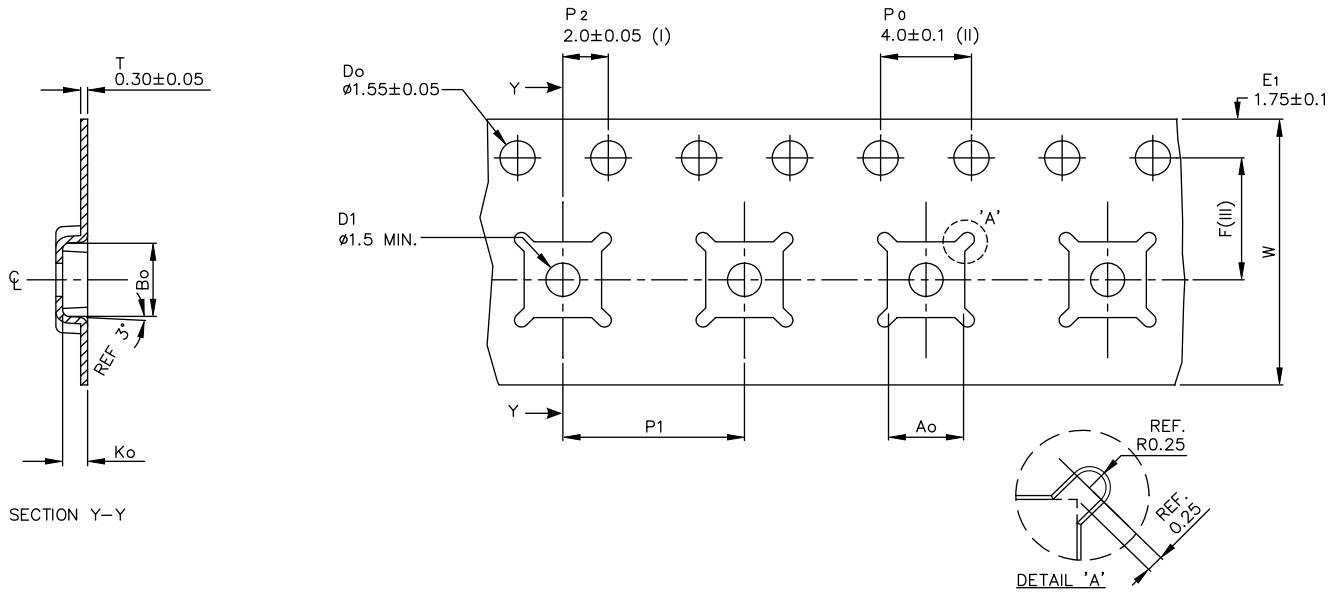 P2
2.0±0.05 (I)
Po
4.0±0.1 (II)
T
0.30±0.05
Do
ø1.55±0.05
Y
E1
1.75±0.1
D1
ø1.5 MIN.
'A'
F(III)
W
℄
Bo
REF 3°
Y
P1
Ao
Ko
REF.
R0.25
REF.
0.25
SECTION Y-Y
DETAIL 'A'